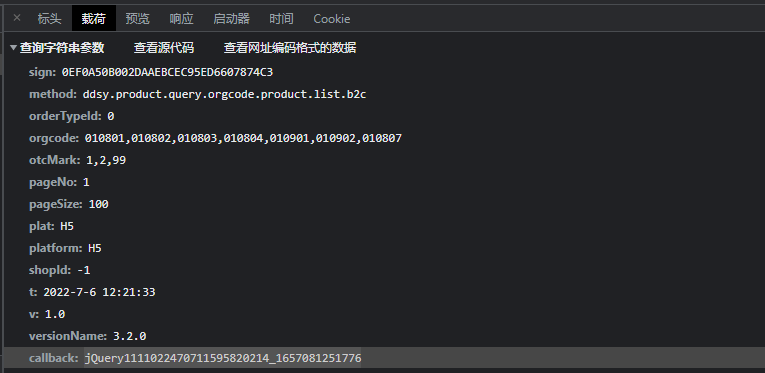 × 标头 载荷 预览 响应 启动器 时间 Cookie
▼查询字符串参数 查看源代码 查看网址编码格式的数据
sign: 0EF0A50B002DAAEBCEC95ED6607874C3
method: ddsy.product.query.orgcode.product.list.b2c
orderTypeId: 0
orgcode: 010801,010802,010803,010804,010901,010902,010807
otcMark: 1,2,99
pageNo: 1
pageSize: 100
plat: H5
platform: H5
shopId: -1
t: 2022-7-6 12:21:33
v: 1.0
versionName: 3.2.0
callback: jQuery1111022470711595820214_1657081251776